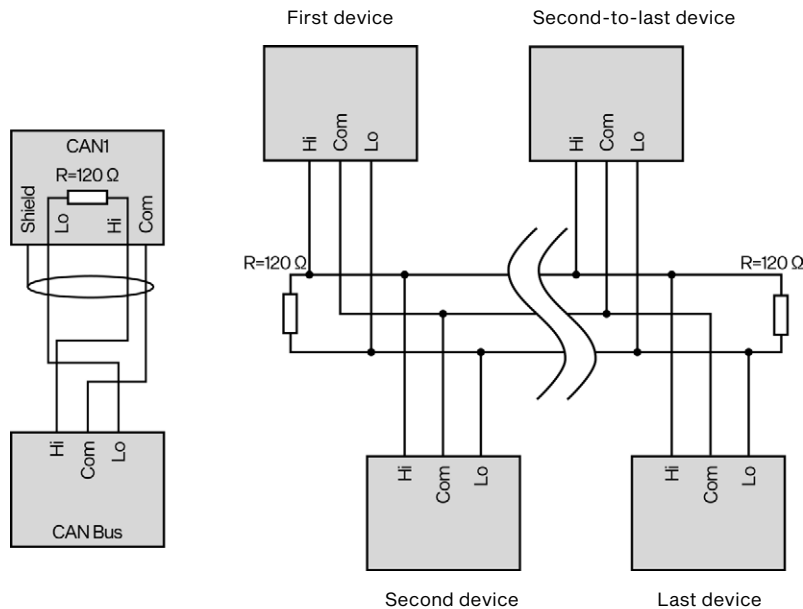 First device
Second-to-last device
Hi
Com
Lo
Hi
Com
Lo
CAN1
R=120 Ω
Shield
Lo
Hi
Com
R=120 Ω
R=120 Ω
Hi
Com
Lo
CAN Bus
Hi
Com
Lo
Hi
Com
Lo
Second device
Last device